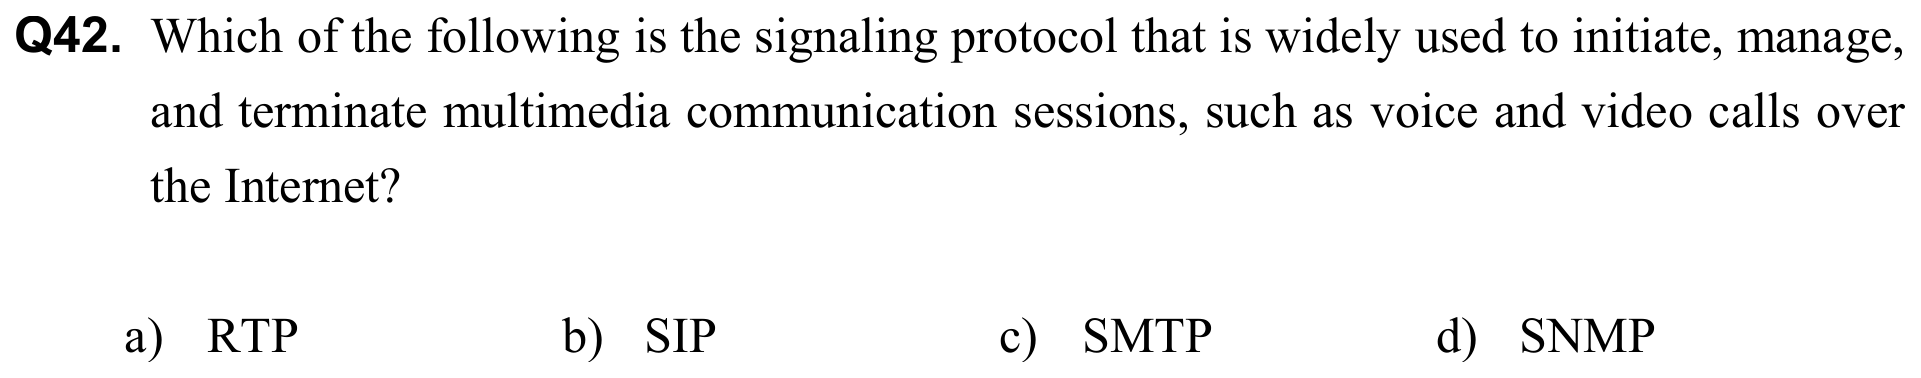 Q42. Which of the following is the signaling protocol that is widely used to initiate, manage,
and terminate multimedia communication sessions, such as voice and video calls over
the Internet?
a) RTP b) SIP c) SMTP d) SNMP